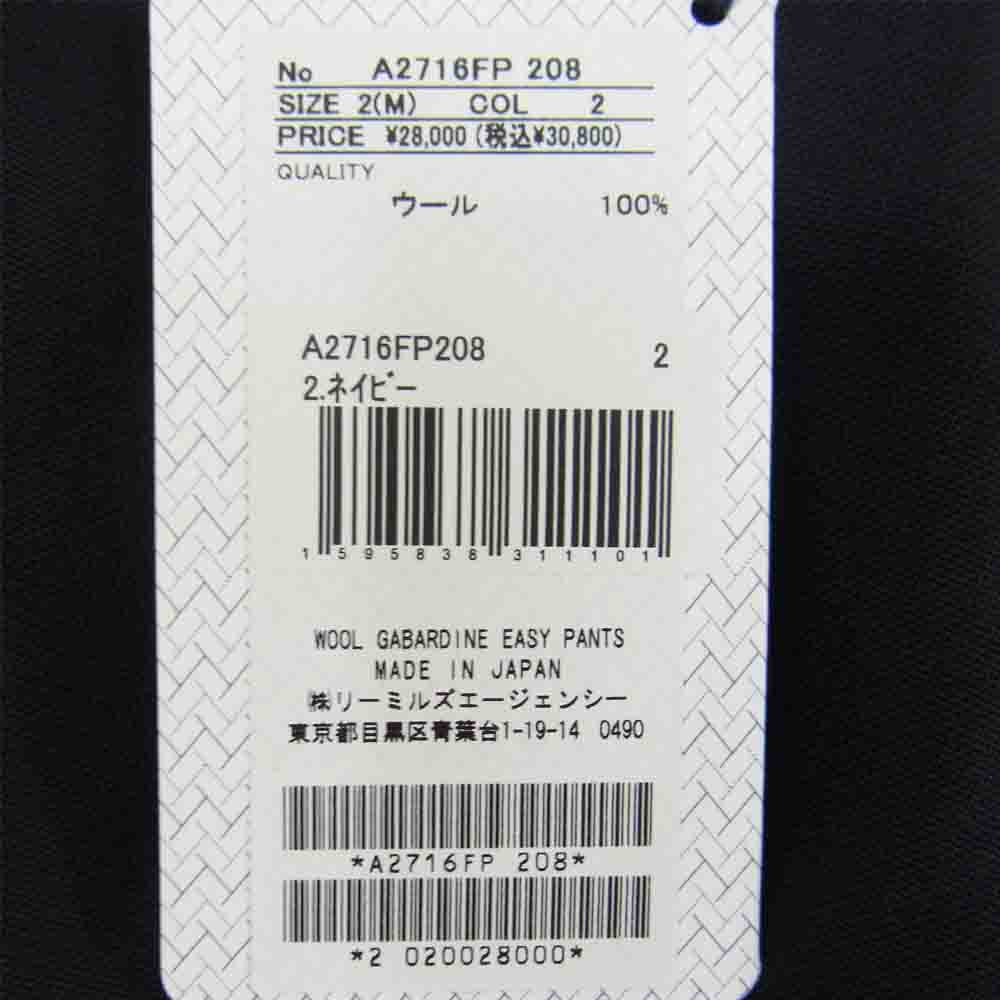 No A2716FP 208
SIZE 2(M) COL 2
PRICE ¥28,000 (税込¥30,800)
QUALITY
ウール 100%
A2716FP208 2
2.ネイビー
1 595838 311101
WOOL GABARDINE EASY PANTS
MADE IN JAPAN
㈱リーミルズエージェンシー
東京都目黒区青葉台1-19-14 0490
*A2716FP 208*
*2 020028000*